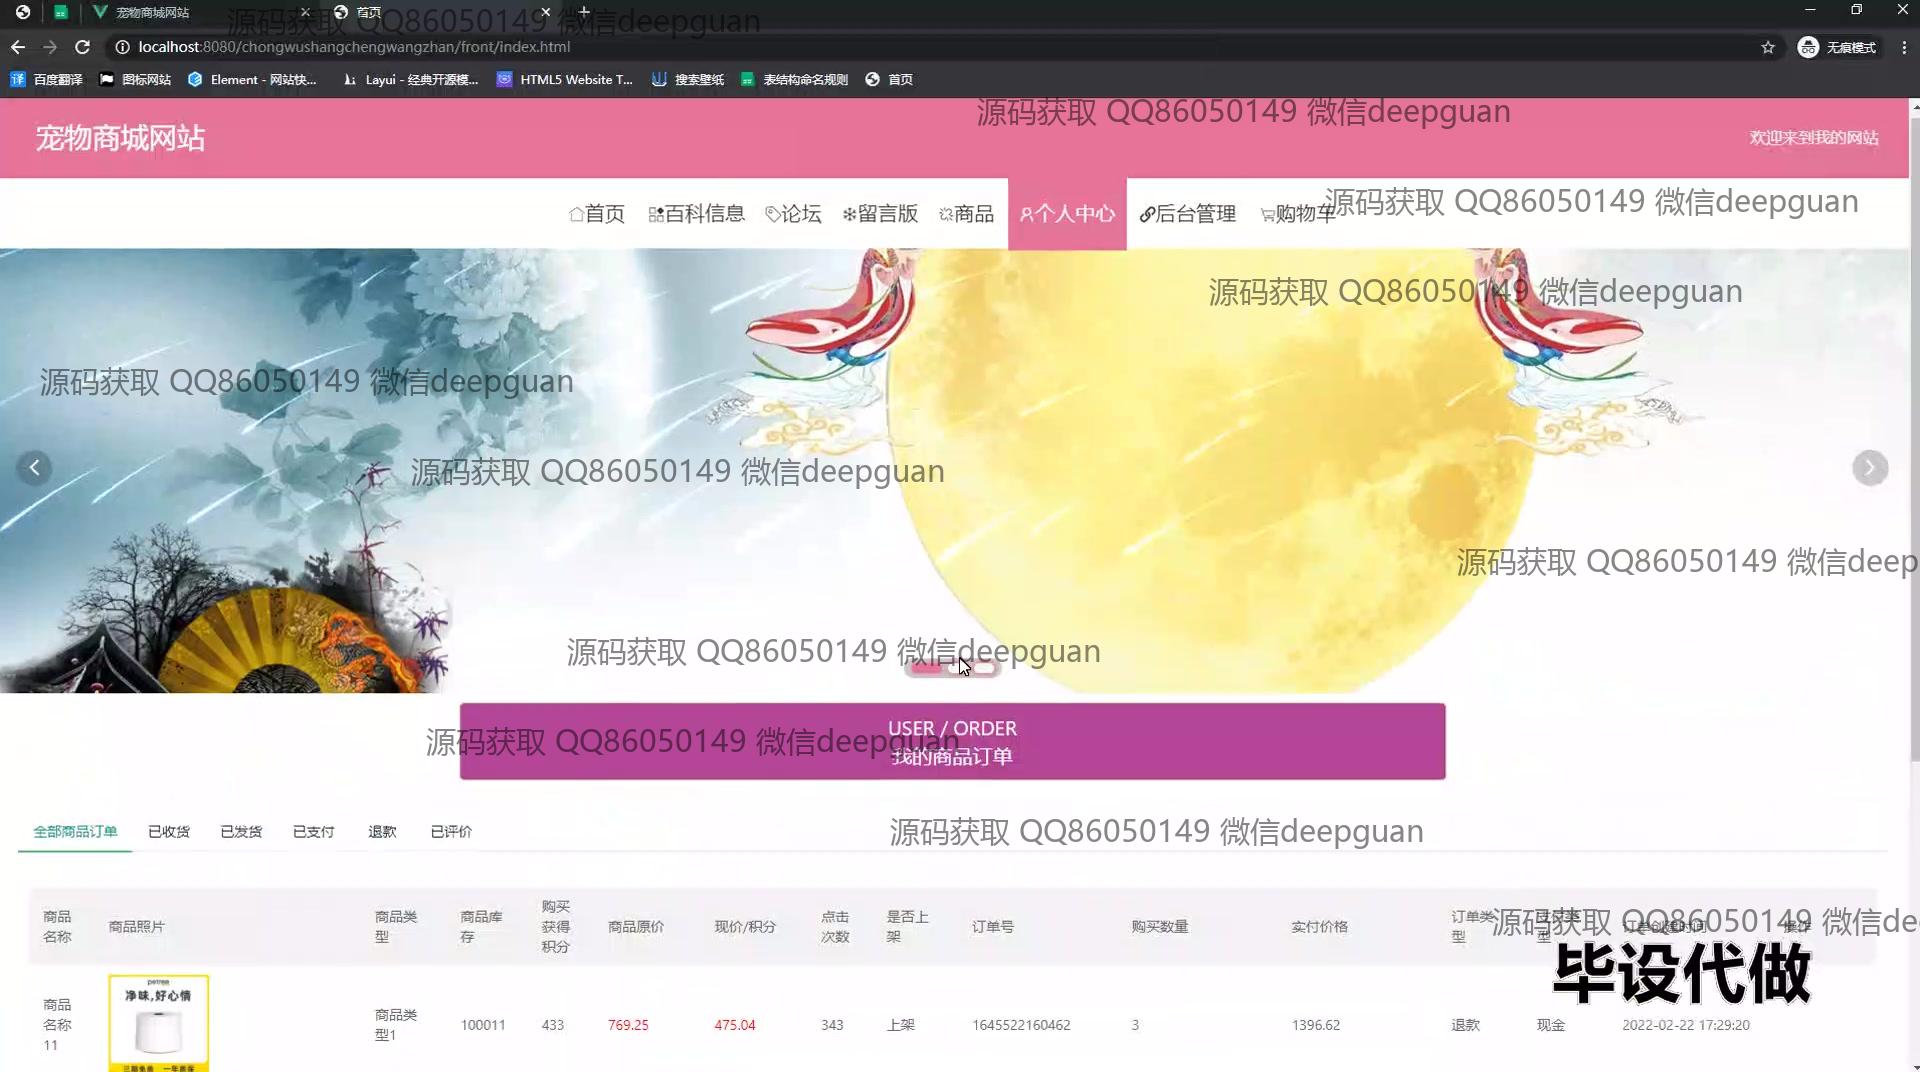 宠物商城网站
首页
源码获取 QQ86050149 微信deepguan
localhost:8080/chongwushangchengwangzhan/front/index.html
无痕模式
百度翻译
图标网站
Element - 网站快...
Layui - 经典开源模...
HTML5 Website T...
搜索壁纸
表结构命名规则
首页
源码获取 QQ86050149 微信deepguan
宠物商城网站
欢迎来到我的网站
首页
百科信息
论坛
留言版
商品
个人中心
后台管理
购物车
源码获取 QQ86050149 微信deepguan
源码获取 QQ86050149 微信deepguan
源码获取 QQ86050149 微信deepguan
源码获取 QQ86050149 微信deepguan
源码获取 QQ86050149 微信deep
源码获取 QQ86050149 微信deepguan
USER / ORDER
源码获取 QQ86050149 微信deepguan
我的商品订单
全部商品订单
已收货
已发货
已支付
退款
已评价
源码获取 QQ86050149 微信deepguan
商品名称
商品照片
商品类型
商品库存
购买获得积分
商品原价
现价/积分
点击次数
是否上架
订单号
购买数量
实付价格
订单类型
支付类型
订单创建时间
操作
源码获取 QQ86050149 微信de
毕设代做
petree
净味,好心情
商品名称11
商品类型1
100011
433
769.25
475.04
343
上架
1645522160462
3
1396.62
退款
现金
2022-02-22 17:29:20